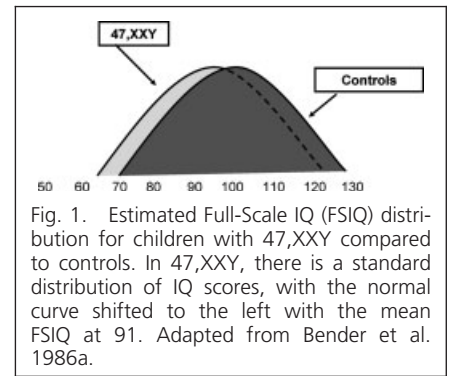 47,XXY
Controls
50 60 70 80 90 100 110 120 130
Fig. 1. Estimated Full-Scale IQ (FSIQ) distri-
bution for children with 47,XXY compared
to controls. In 47,XXY, there is a standard
distribution of IQ scores, with the normal
curve shifted to the left with the mean
FSIQ at 91. Adapted from Bender et al.
1986a.